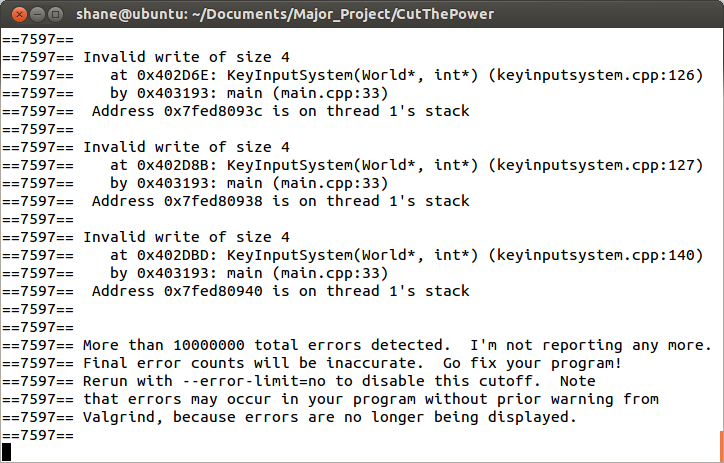 shane@ubuntu: ~/Documents/Major_Project/CutThePower
==7597==
==7597== Invalid write of size 4
==7597==    at 0x402D6E: KeyInputSystem(World*, int*) (keyinputsystem.cpp:126)
==7597==    by 0x403193: main (main.cpp:33)
==7597==  Address 0x7fed8093c is on thread 1's stack
==7597==
==7597== Invalid write of size 4
==7597==    at 0x402D8B: KeyInputSystem(World*, int*) (keyinputsystem.cpp:127)
==7597==    by 0x403193: main (main.cpp:33)
==7597==  Address 0x7fed80938 is on thread 1's stack
==7597==
==7597== Invalid write of size 4
==7597==    at 0x402DBD: KeyInputSystem(World*, int*) (keyinputsystem.cpp:140)
==7597==    by 0x403193: main (main.cpp:33)
==7597==  Address 0x7fed80940 is on thread 1's stack
==7597==
==7597==
==7597== More than 10000000 total errors detected.  I'm not reporting any more.
==7597== Final error counts will be inaccurate.  Go fix your program!
==7597== Rerun with --error-limit=no to disable this cutoff.  Note
==7597== that errors may occur in your program without prior warning from
==7597== Valgrind, because errors are no longer being displayed.
==7597==